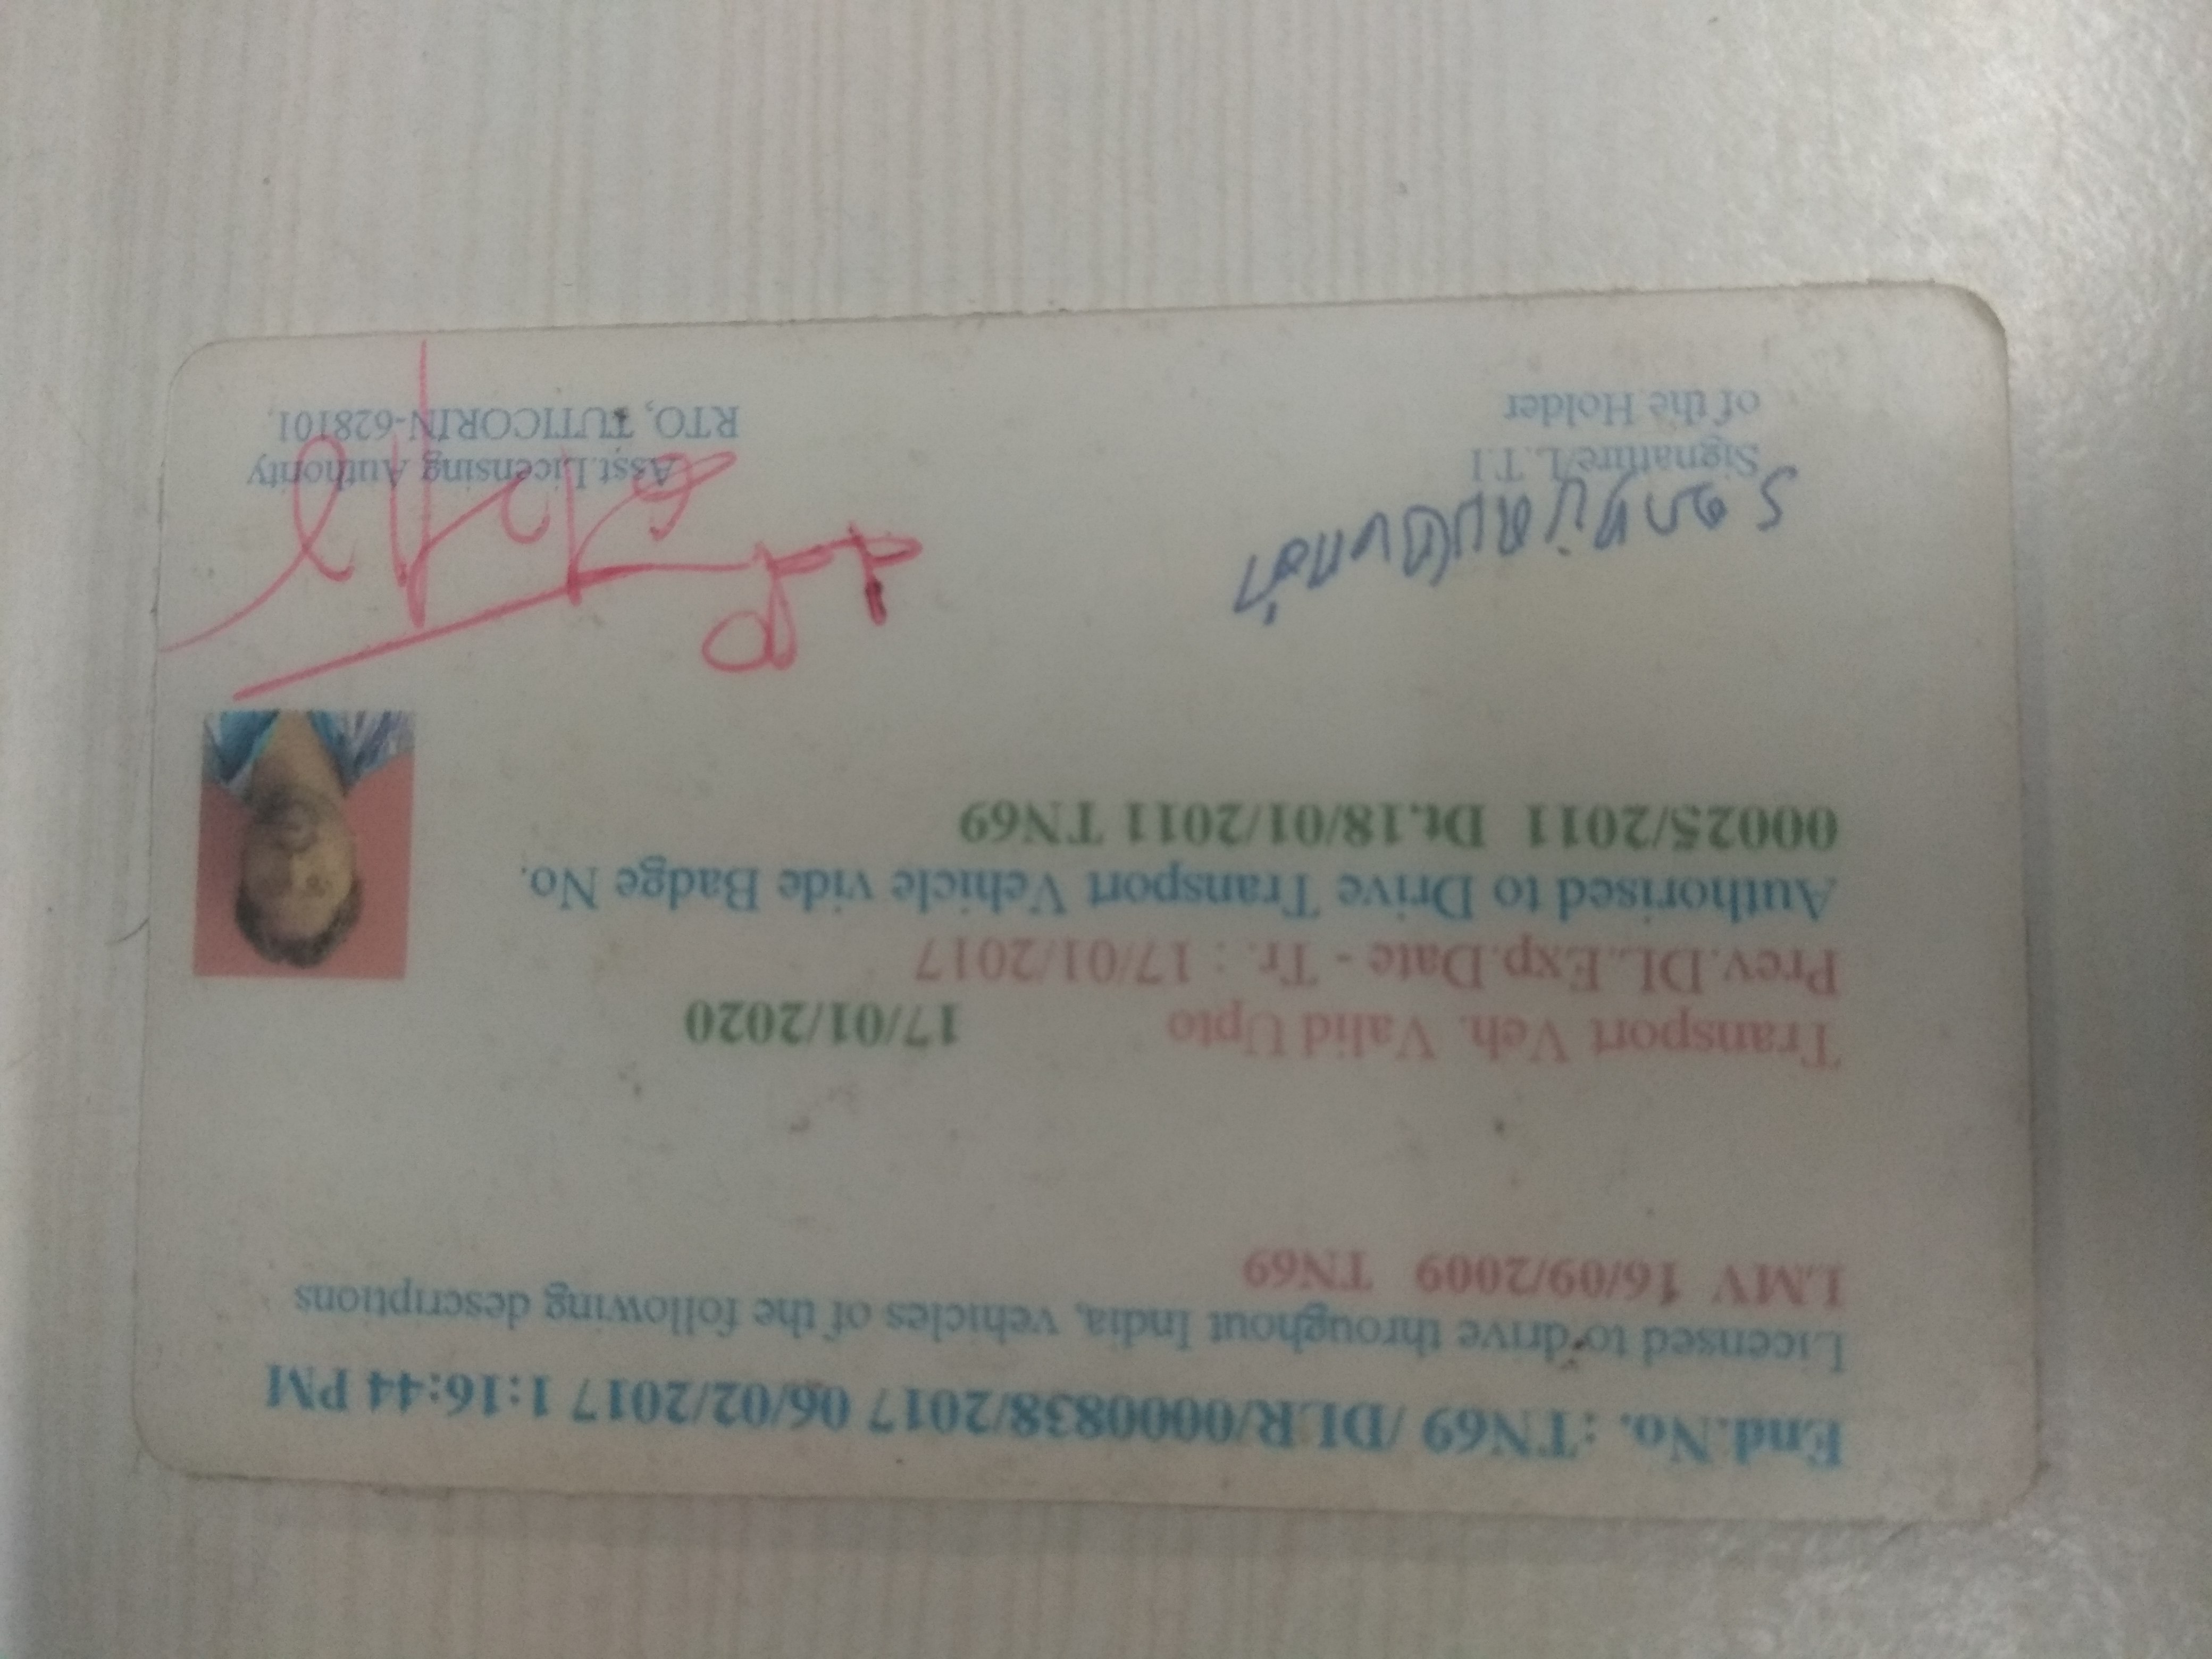 End.No. :TN69 /DLR/0000838/2017 06/02/2017 1:16:44 PM
Licensed to drive throughout India, vehicles of the following descriptions
LMV 16/09/2009 TN69
Transport Veh. Valid Upto 17/01/2020
Prev.DL.Exp.Date - Tr. : 17/01/2017
Authorised to Drive Transport Vehicle vide Badge No.
00025/2011 Dt.18/01/2011 TN69
Signature/L.T.I
of the Holder
Asst.Licensing Authority
RTO, TUTICORIN-628101.